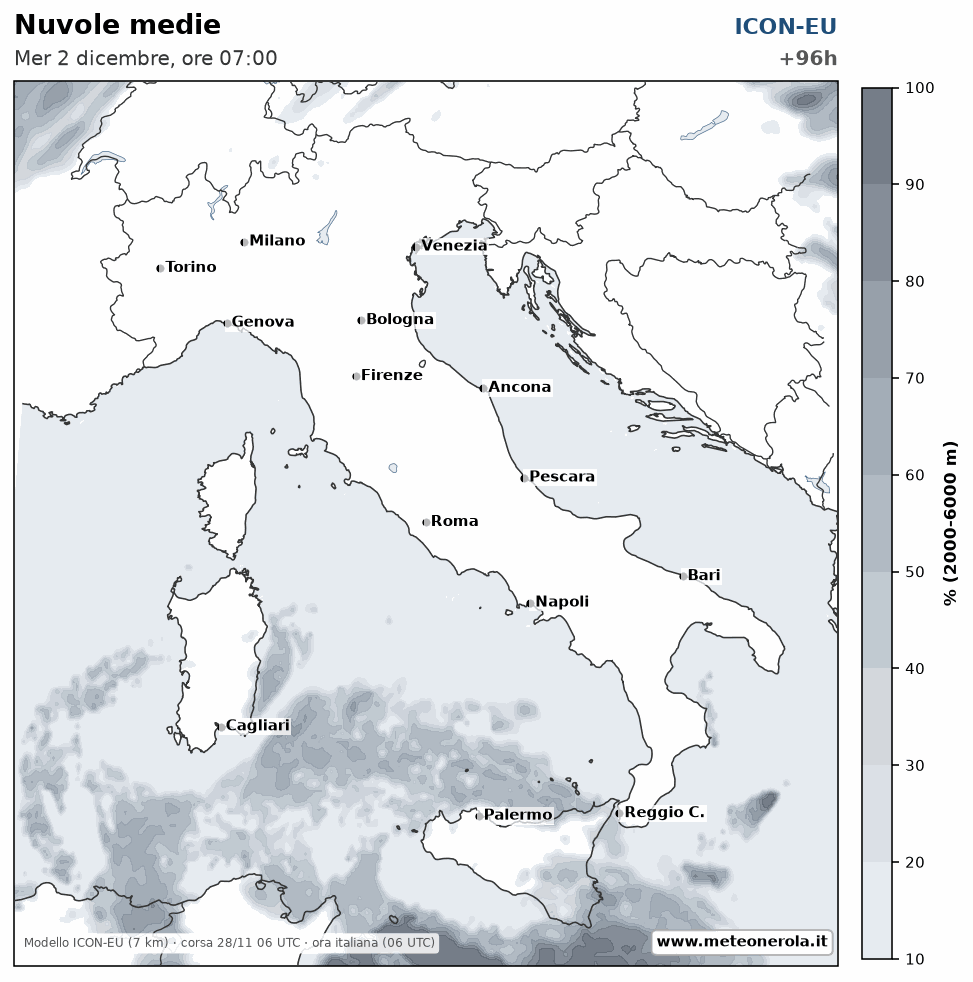 Nuvole medie
ICON-EU
Mer 2 dicembre, ore 07:00
+96h
100
90
80
70
60
50
40
30
20
10
% (2000-6000 m)
Milano
Venezia
Torino
Genova
Bologna
Firenze
Ancona
Pescara
Roma
Bari
Napoli
Cagliari
Palermo
Reggio C.
Modello ICON-EU (7 km) · corsa 28/11 06 UTC · ora italiana (06 UTC)
www.meteonerola.it